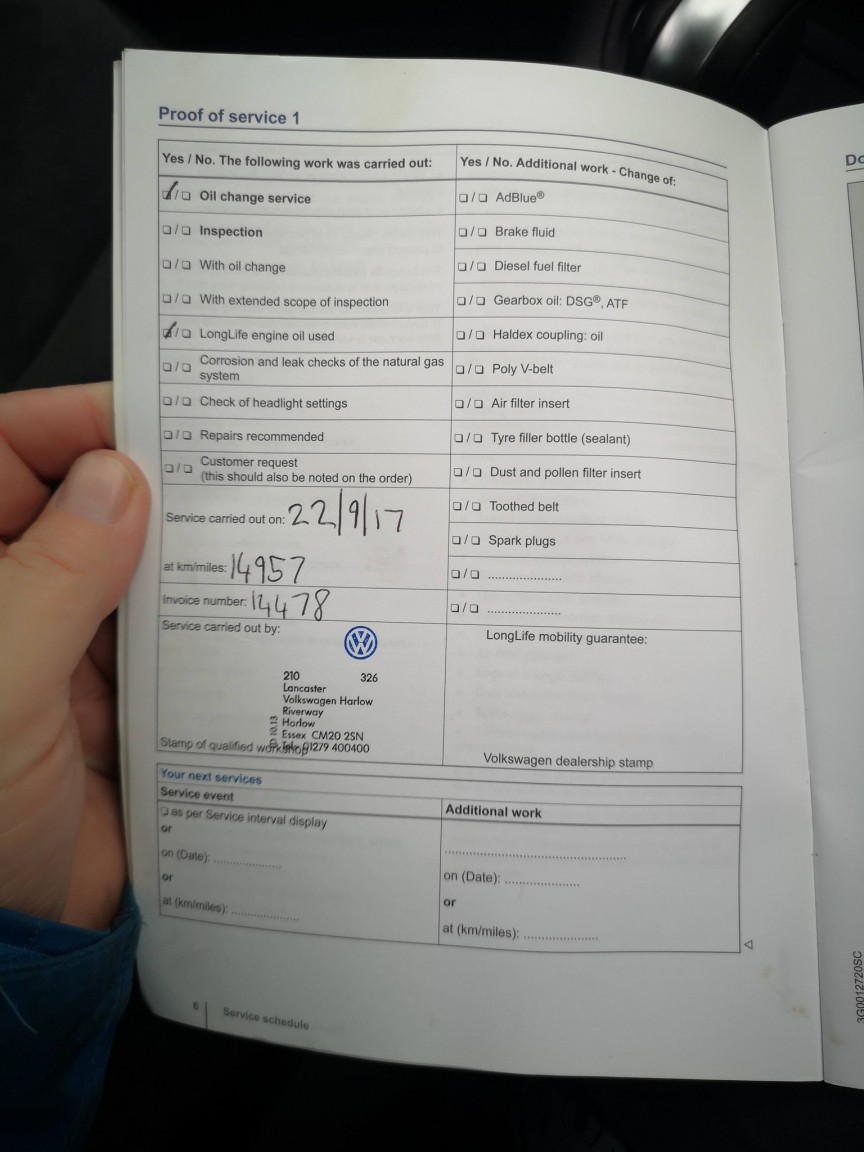 Proof of service 1
Yes / No. The following work was carried out:
☑/☐ Oil change service
☐/☐ Inspection
☐/☐ With oil change
☐/☐ With extended scope of inspection
☑/☐ LongLife engine oil used
☐/☐ Corrosion and leak checks of the natural gas
system
☐/☐ Check of headlight settings
☐/☐ Repairs recommended
☐/☐ Customer request
(this should also be noted on the order)
Service carried out on: 22/9/17
at km/miles: 14957
Invoice number: 14478
Service carried out by:
210 326
Lancaster
Volkswagen Harlow
Riverway
Harlow
Essex CM20 2SN
Tel: 01279 400400
Stamp of qualified workshop
Yes / No. Additional work - Change of:
☐/☐ AdBlue®
☐/☐ Brake fluid
☐/☐ Diesel fuel filter
☐/☐ Gearbox oil: DSG®, ATF
☐/☐ Haldex coupling: oil
☐/☐ Poly V-belt
☐/☐ Air filter insert
☐/☐ Tyre filler bottle (sealant)
☐/☐ Dust and pollen filter insert
☐/☐ Toothed belt
☐/☐ Spark plugs
☐/☐ .....................
☐/☐ .....................
LongLife mobility guarantee:
Volkswagen dealership stamp
Your next services
Service event
☐ as per Service interval display
or
on (Date): ..................
or
at (km/miles): ..................
Additional work
..................................................
on (Date): ....................
or
at (km/miles): ....................
6 Service schedule
3G0012720SC